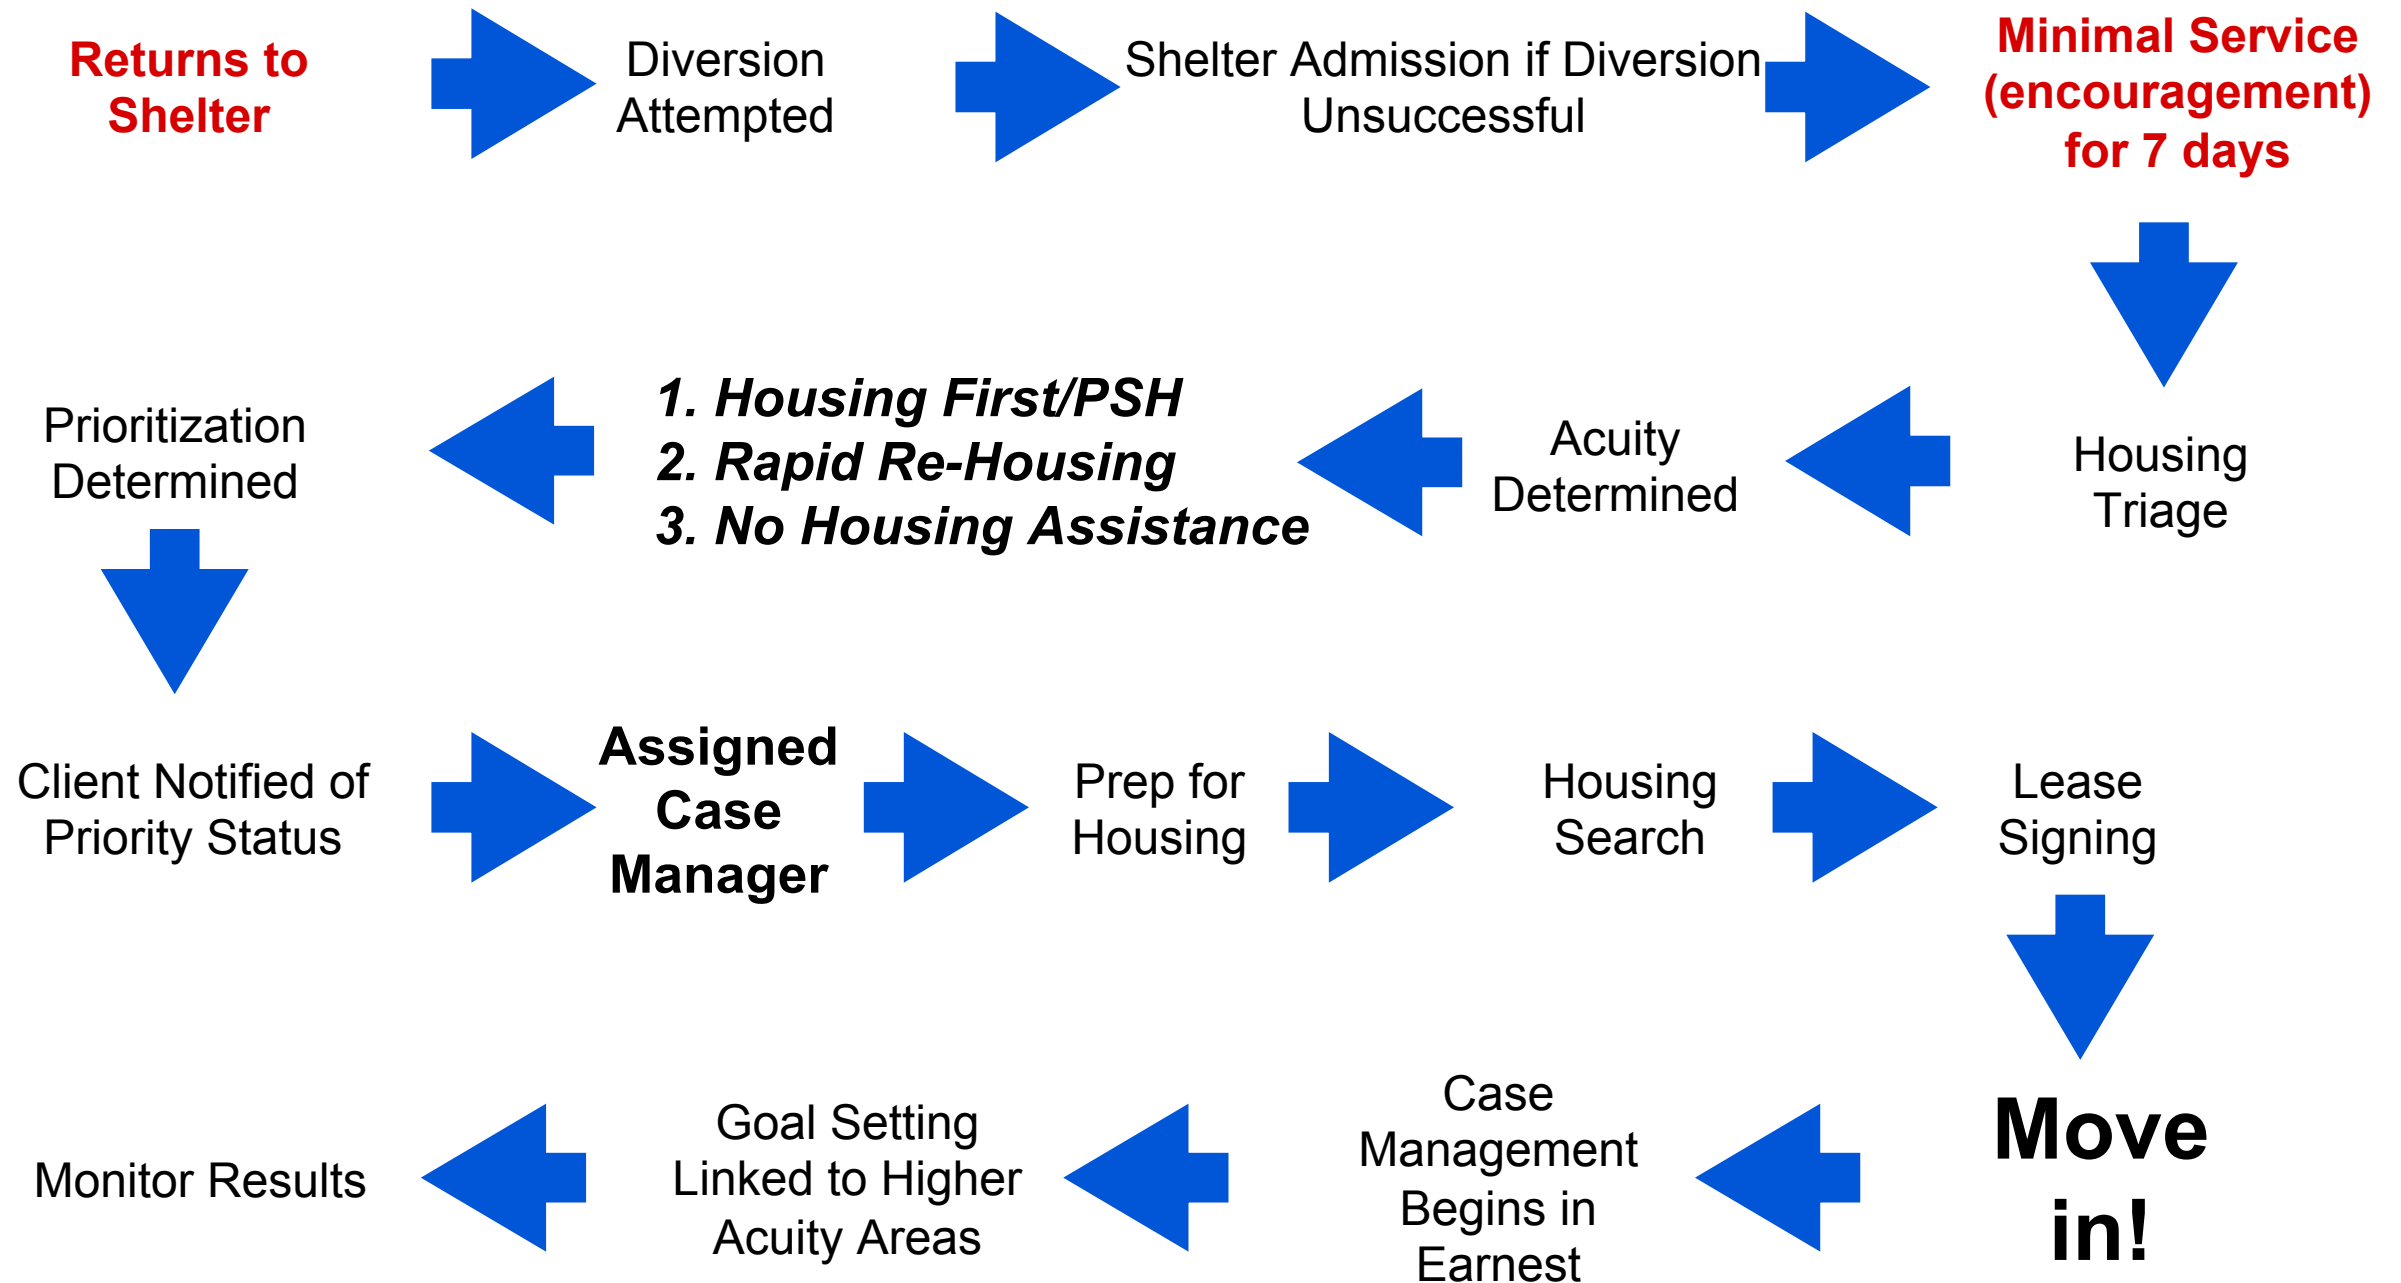 Returns to
Shelter
Diversion
Attempted
Shelter Admission if Diversion
Unsuccessful
Minimal Service
(encouragement)
for 7 days
Housing
Triage
Acuity
Determined
1. Housing First/PSH
2. Rapid Re-Housing
3. No Housing Assistance
Prioritization
Determined
Client Notified of
Priority Status
Assigned
Case
Manager
Prep for
Housing
Housing
Search
Lease
Signing
Move
in!
Case
Management
Begins in
Earnest
Goal Setting
Linked to Higher
Acuity Areas
Monitor Results